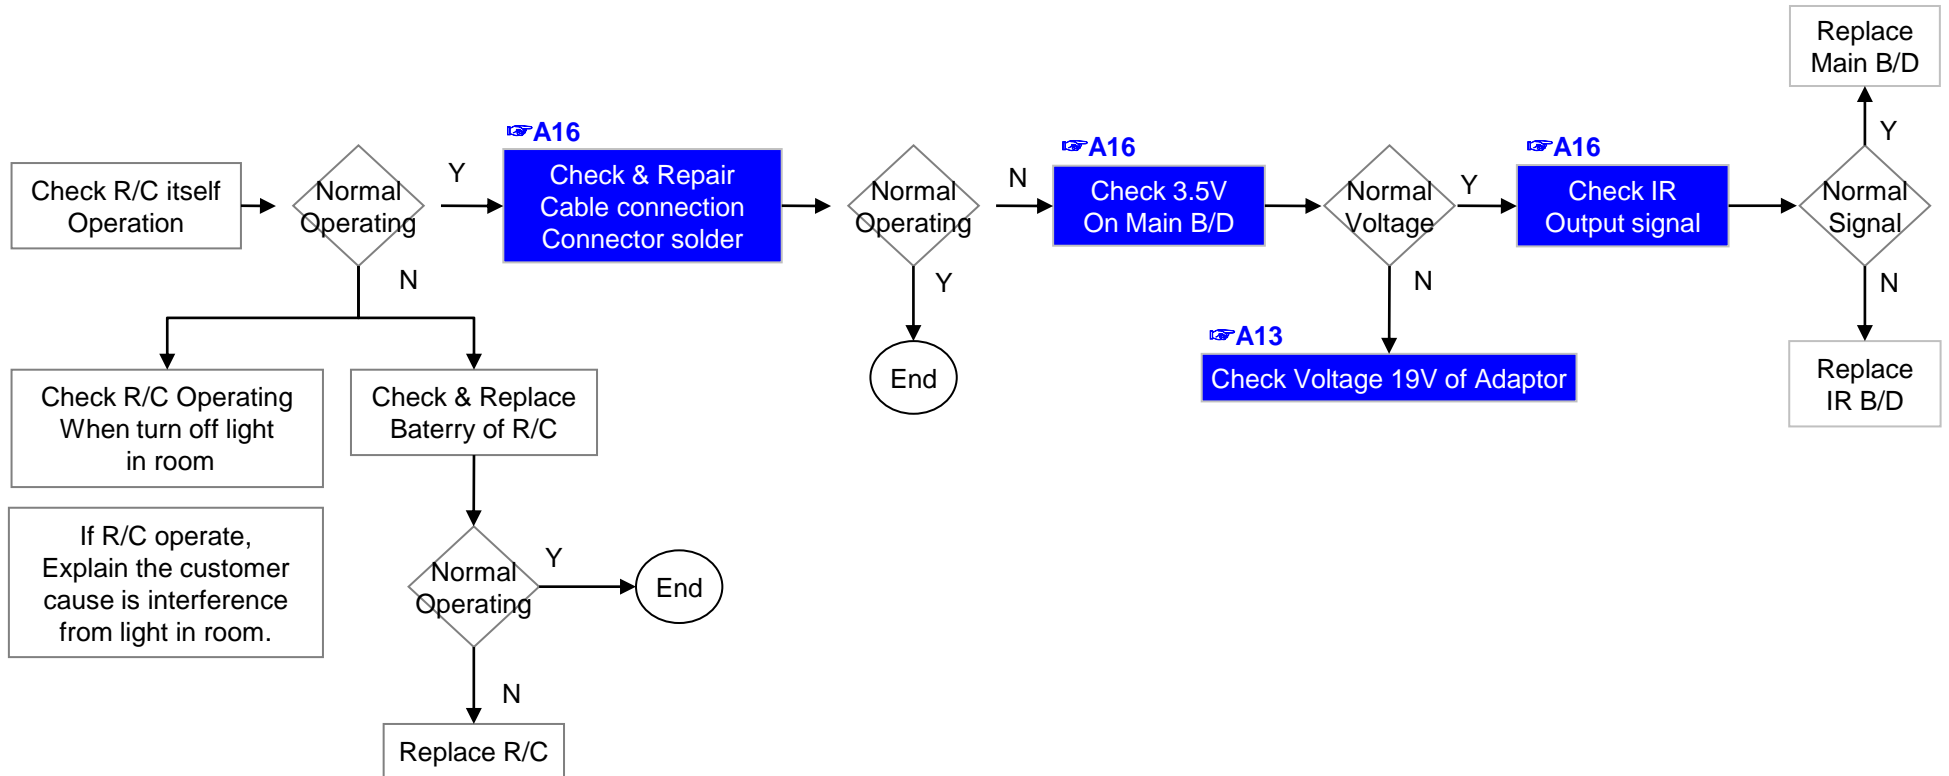 Check R/C itself
Operation
Normal
Operating
Y
N
☞A16
Check & Repair
Cable connection
Connector solder
Normal
Operating
N
Y
End
☞A16
Check 3.5V
On Main B/D
Normal
Voltage
Y
N
☞A13
Check Voltage 19V of Adaptor
☞A16
Check IR
Output signal
Normal
Signal
Y
Replace
Main B/D
N
Replace
IR B/D
Check R/C Operating
When turn off light
in room
If R/C operate,
Explain the customer
cause is interference
from light in room.
Check & Replace
Baterry of R/C
Normal
Operating
Y
End
N
Replace R/C